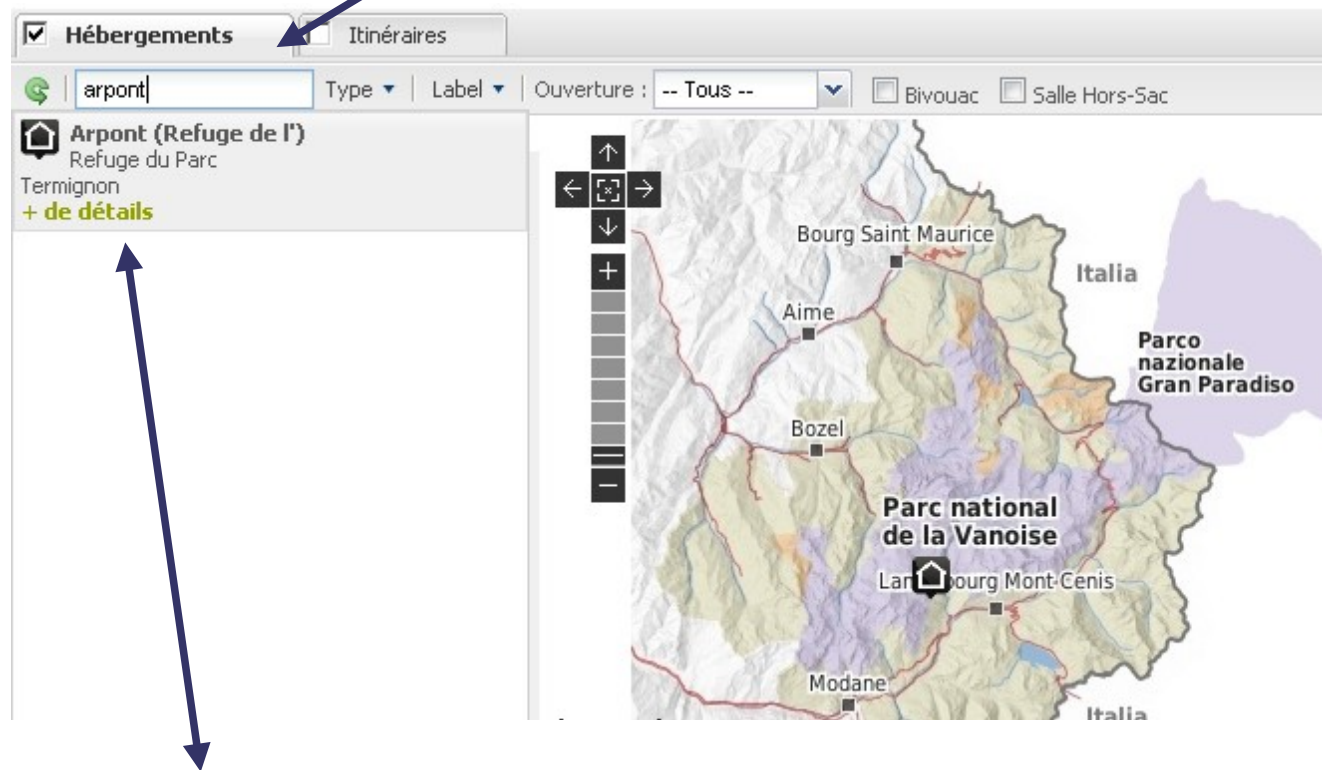 Hébergements Itinéraires
arpont Type Label Ouverture : -- Tous -- Bivouac Salle Hors-Sac
Arpont (Refuge de l')
Refuge du Parc
Termignon
+ de détails
Bourg Saint Maurice
Italia
Aime
Parco
nazionale
Gran Paradiso
Bozel
Parc national
de la Vanoise
Mont-Cenis
Modane
Italia